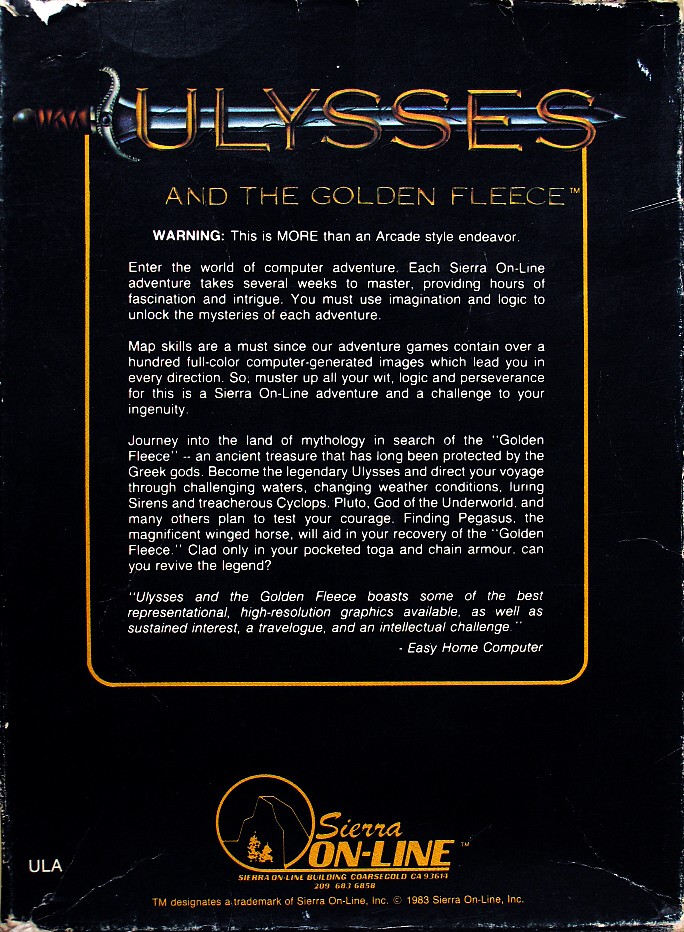 ULYSSES
AND THE GOLDEN FLEECE™
WARNING: This is MORE than an Arcade style endeavor.
Enter the world of computer adventure. Each Sierra On-Line
adventure takes several weeks to master, providing hours of
fascination and intrigue. You must use imagination and logic to
unlock the mysteries of each adventure.
Map skills are a must since our adventure games contain over a
hundred full-color computer-generated images which lead you in
every direction. So, muster up all your wit, logic and perseverance
for this is a Sierra On-Line adventure and a challenge to your
ingenuity.
Journey into the land of mythology in search of the "Golden
Fleece" -- an ancient treasure that has long been protected by the
Greek gods. Become the legendary Ulysses and direct your voyage
through challenging waters, changing weather conditions, luring
Sirens and treacherous Cyclops. Pluto, God of the Underworld, and
many others plan to test your courage. Finding Pegasus, the
magnificent winged horse, will aid in your recovery of the "Golden
Fleece." Clad only in your pocketed toga and chain armour, can
you revive the legend?
"Ulysses and the Golden Fleece boasts some of the best
representational, high-resolution graphics available, as well as
sustained interest, a travelogue, and an intellectual challenge."
- Easy Home Computer
Sierra
ON-LINE™
SIERRA ON-LINE BUILDING COARSEGOLD CA 93614
209 683 6858
ULA
TM designates a trademark of Sierra On-Line, Inc. © 1983 Sierra On-Line, Inc.